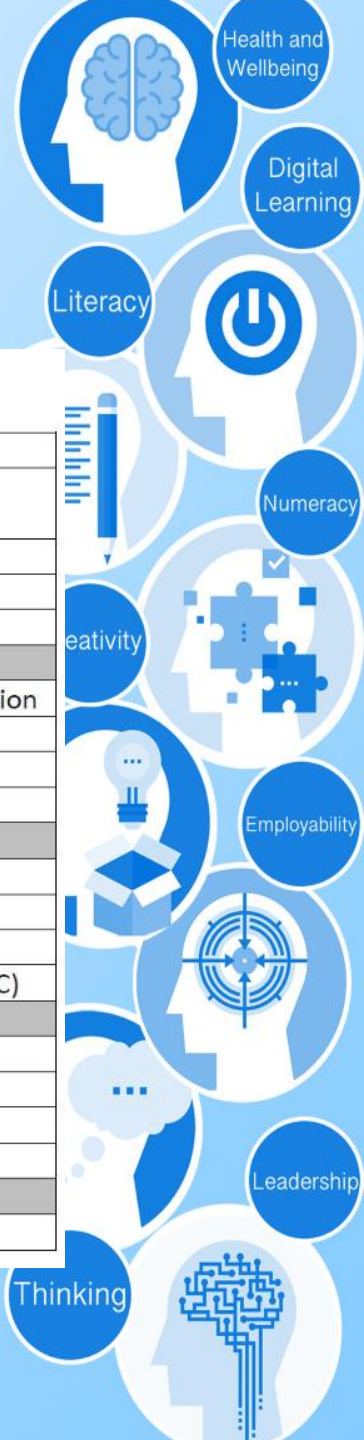 Health and
Wellbeing
Digital
Learning
Literacy
Numeracy
eativity
ion
Employability
C)
Leadership
Thinking